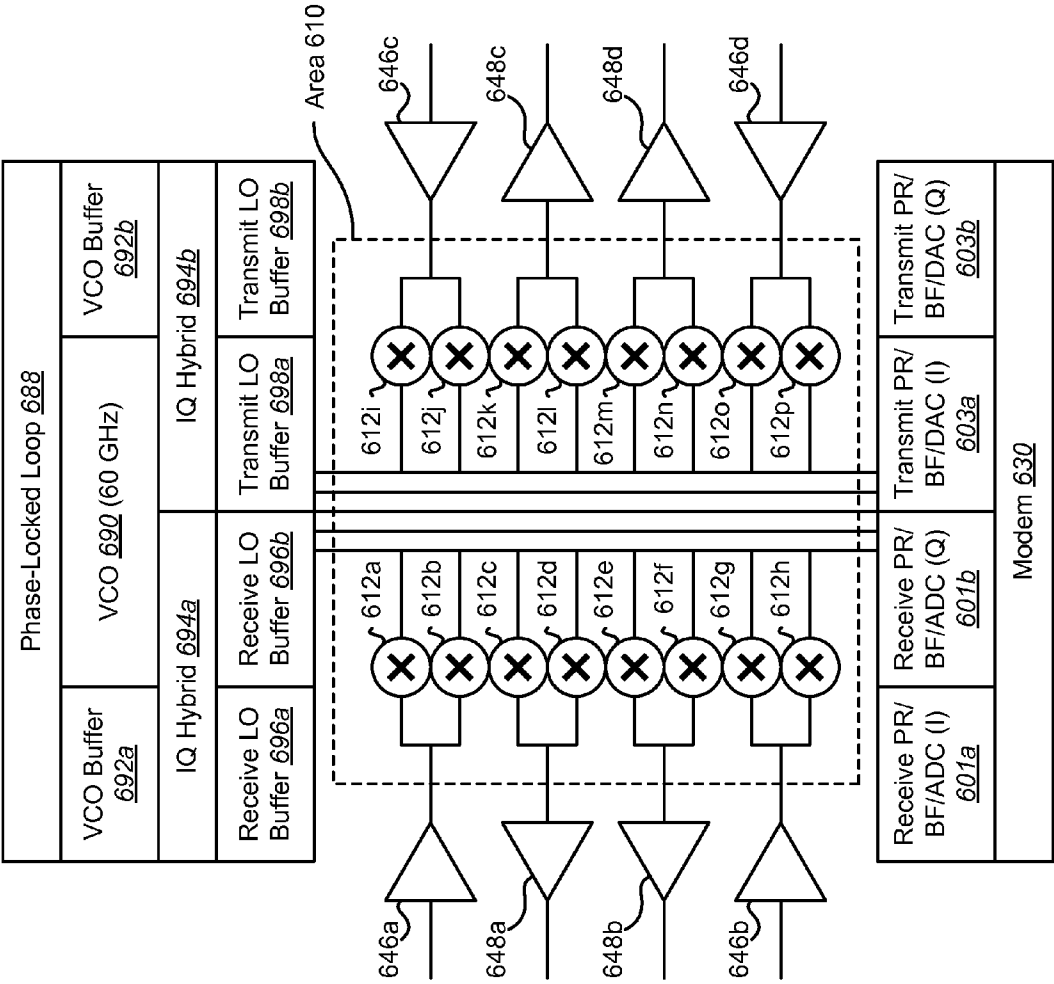 Phase-Locked Loop 688
VCO Buffer
692a
VCO 690 (60 GHz)
VCO Buffer
692b
IQ Hybrid 694a
IQ Hybrid 694b
Receive LO
Buffer 696a
Receive LO
Buffer 696b
Transmit LO
Buffer 698a
Transmit LO
Buffer 698b
Area 610
646a
648a
648b
646b
612a
612b
612c
612d
612e
612f
612g
612h
612i
612j
612k
612l
612m
612n
612o
612p
646c
648c
648d
646d
Receive PR/
BF/ADC (I)
601a
Receive PR/
BF/ADC (Q)
601b
Transmit PR/
BF/DAC (I)
603a
Transmit PR/
BF/DAC (Q)
603b
Modem 630